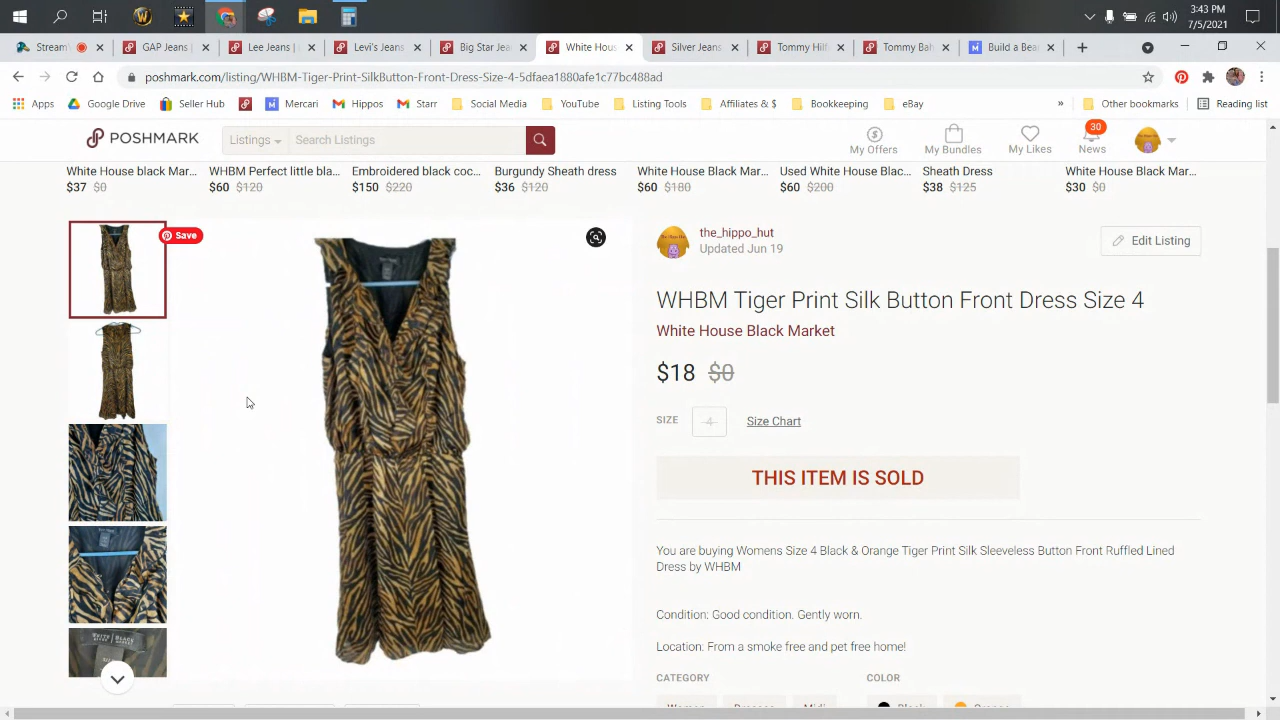 3:43 PM
7/5/2021
Stream
GAP Jeans |
Lee Jeans |
Levi's Jeans
Big Star Jea
White Hous
Silver Jeans
Tommy Hilf
Tommy Bah
Build a Bea
poshmark.com/listing/WHBM-Tiger-Print-SilkButton-Front-Dress-Size-4-5dfaea1880afe1c77bc488ad
Apps
Google Drive
Seller Hub
Mercari
Hippos
Starr
Social Media
YouTube
Listing Tools
Affiliates & $
Bookkeeping
eBay
»
Other bookmarks
Reading list
POSHMARK
Listings
Search Listings
My Offers
My Bundles
My Likes
30
News
White House black Mar...
WHBM Perfect little bla...
Embroidered black coc...
Burgundy Sheath dress
White House Black Mar...
Used White House Blac...
Sheath Dress
White House Black Mar...
$37 $0
$60 $120
$150 $220
$36 $120
$60 $180
$60 $200
$38 $125
$30 $0
Save
the_hippo_hut
Updated Jun 19
Edit Listing
WHBM Tiger Print Silk Button Front Dress Size 4
White House Black Market
$18 $0
SIZE
4
Size Chart
THIS ITEM IS SOLD
You are buying Womens Size 4 Black & Orange Tiger Print Silk Sleeveless Button Front Ruffled Lined
Dress by WHBM
Condition: Good condition. Gently worn.
Location: From a smoke free and pet free home!
CATEGORY
COLOR
Women
Dresses
Midi
Black
Orange
WHITE | BLACK